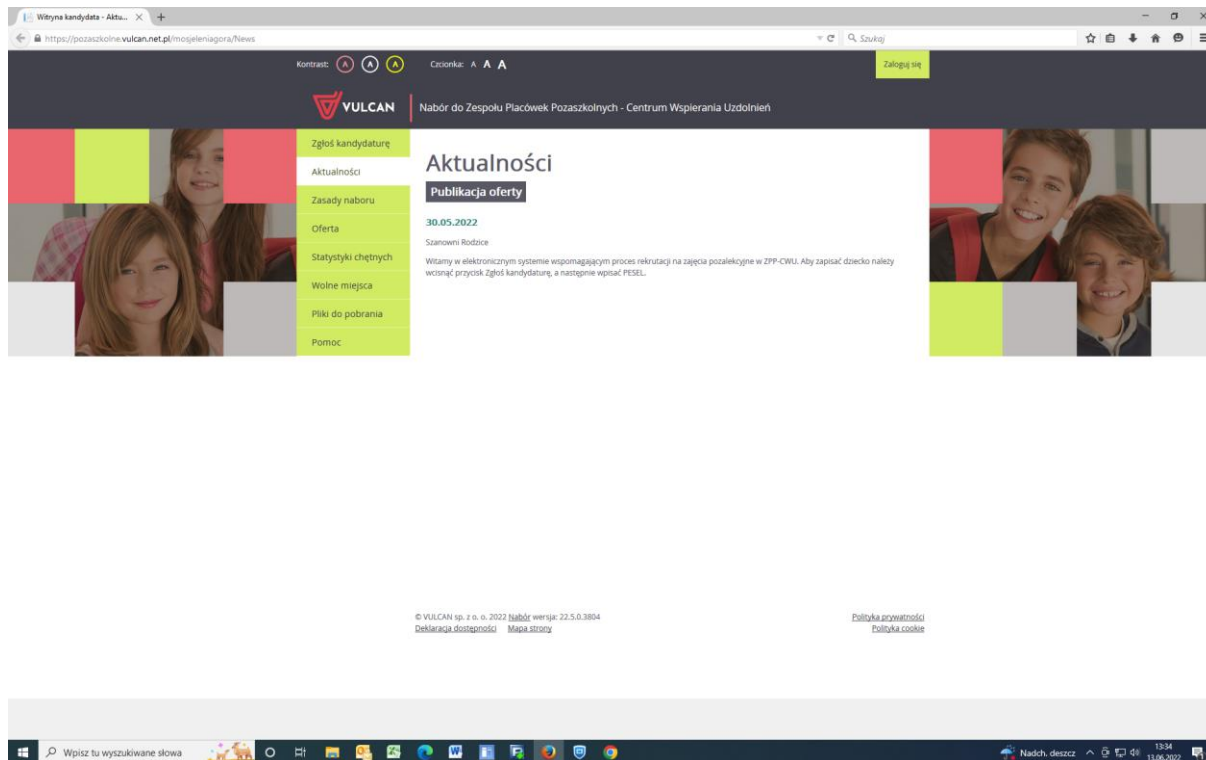 Witryna kandydata - Aktu...
https://pozaszkolne.vulcan.net.pl/mosjeleniagora/News
Szukaj
Kontrast: A A A Czcionka: A A A
Zaloguj się
VULCAN
Nabór do Zespołu Placówek Pozaszkolnych - Centrum Wspierania Uzdolnień
Zgłoś kandydaturę
Aktualności
Zasady naboru
Oferta
Statystyki chętnych
Wolne miejsca
Pliki do pobrania
Pomoc
Aktualności
Publikacja oferty
30.05.2022
Szanowni Rodzice
Witamy w elektronicznym systemie wspomagającym proces rekrutacji na zajęcia pozalekcyjne w ZPP-CWU. Aby zapisać dziecko należy
wcisnąć przycisk Zgłoś kandydaturę, a następnie wpisać PESEL.
© VULCAN sp. z o. o. 2022 Nabór wersja: 22.5.0.3804
Deklaracja dostępności Mapa strony
Polityka prywatności
Polityka cookie
Wpisz tu wyszukiwane słowa
Nadch. deszcz
13:34
13.06.2022